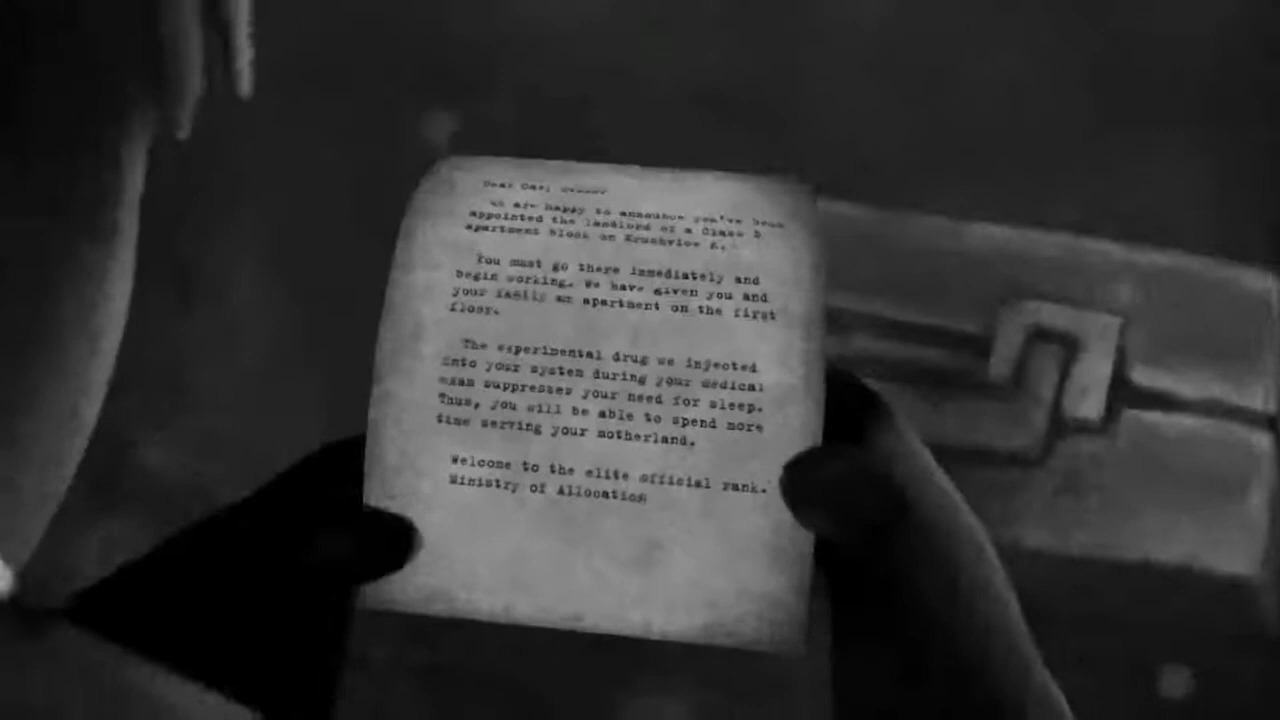 Dear
We are happy to announce you've been
appointed the landlord of a Class D
apartment block on Krushvice 6.
You must go there immediately and
begin working. We have given you and
your family an apartment on the first
floor.
The experimental drug we injected
into your system during your medical
exam suppresses your need for sleep.
Thus, you will be able to spend more
time serving your motherland.
Welcome to the elite official rank.
Ministry of Allocation